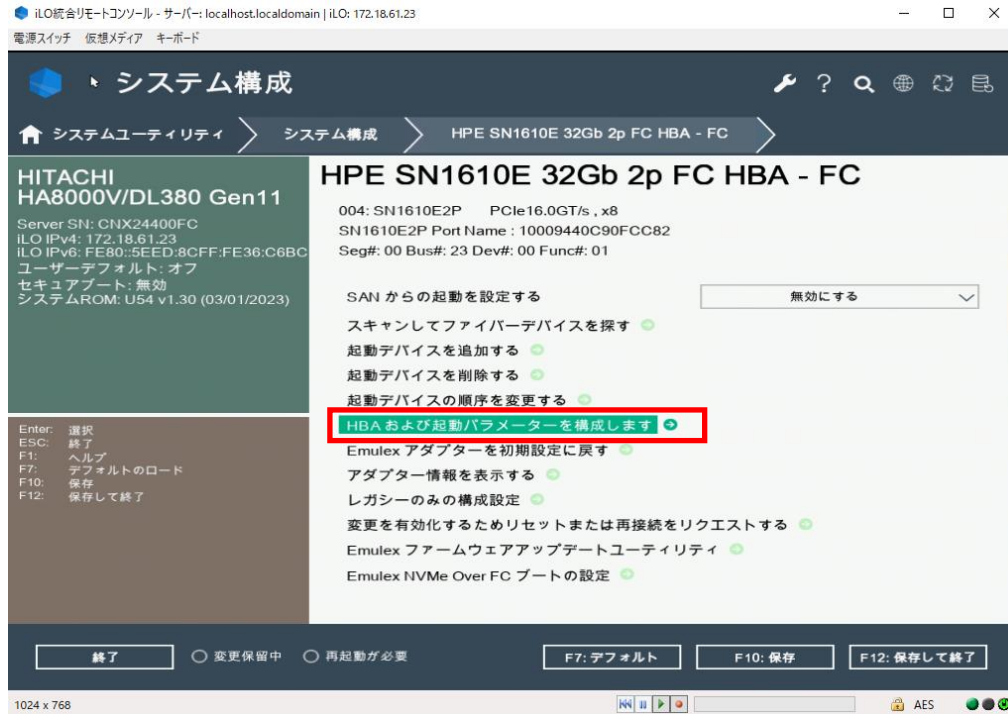 iLO統合リモートコンソール - サーバー: localhost.localdomain | iLO: 172.18.61.23
電源スイッチ 仮想メディア キーボード
システム構成
システムユーティリティ システム構成 HPE SN1610E 32Gb 2p FC HBA - FC
HITACHI
HA8000V/DL380 Gen11
Server SN: CNX24400FC
iLO IPv4: 172.18.61.23
iLO IPv6: FE80::5EED:8CFF:FE36:C6BC
ユーザーデフォルト: オフ
セキュアブート: 無効
システムROM: U54 v1.30 (03/01/2023)
Enter: 選択
ESC: 終了
F1: ヘルプ
F7: デフォルトのロード
F10: 保存
F12: 保存して終了
HPE SN1610E 32Gb 2p FC HBA - FC
004: SN1610E2P PCIe16.0GT/s , x8
SN1610E2P Port Name : 10009440C90FCC82
Seg#: 00 Bus#: 23 Dev#: 00 Func#: 01
SAN からの起動を設定する 無効にする
スキャンしてファイバーデバイスを探す
起動デバイスを追加する
起動デバイスを削除する
起動デバイスの順序を変更する
HBA および起動パラメーターを構成します
Emulex アダプターを初期設定に戻す
アダプター情報を表示する
レガシーのみの構成設定
変更を有効化するためリセットまたは再接続をリクエストする
Emulex ファームウェアアップデートユーティリティ
Emulex NVMe Over FC ブートの設定
終了 変更保留中 再起動が必要 F7: デフォルト F10: 保存 F12: 保存して終了
1024 x 768 AES